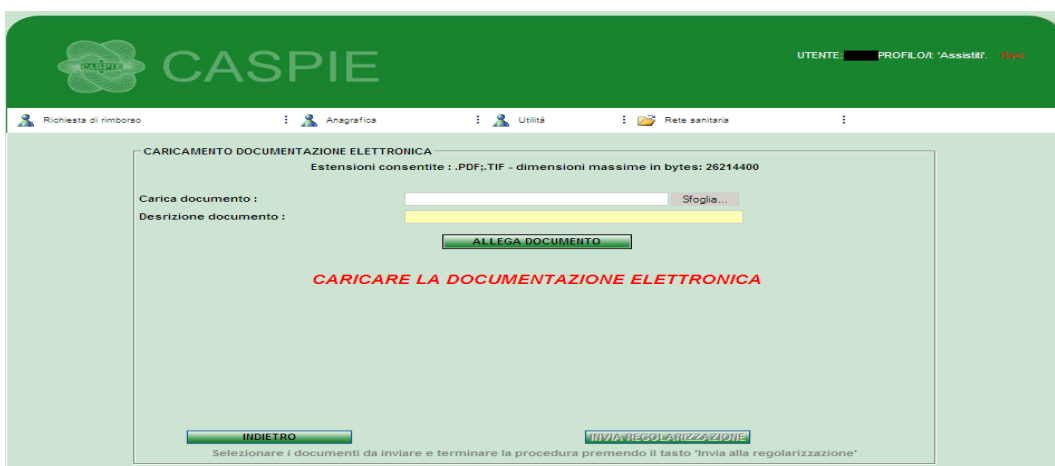 CASPIE
CASPIE
UTENTE: PROFILO/I: 'Assistiti'.
Richiesta di rimborso
Anagrafica
Utilità
Rete sanitaria
CARICAMENTO DOCUMENTAZIONE ELETTRONICA
Estensioni consentite : .PDF;.TIF - dimensioni massime in bytes: 26214400
Carica documento :
Sfoglia...
Desrizione documento :
ALLEGA DOCUMENTO
CARICARE LA DOCUMENTAZIONE ELETTRONICA
INDIETRO
INVIA REGOLARIZZAZIONE
Selezionare i documenti da inviare e terminare la procedura premendo il tasto 'Invia alla regolarizzazione'